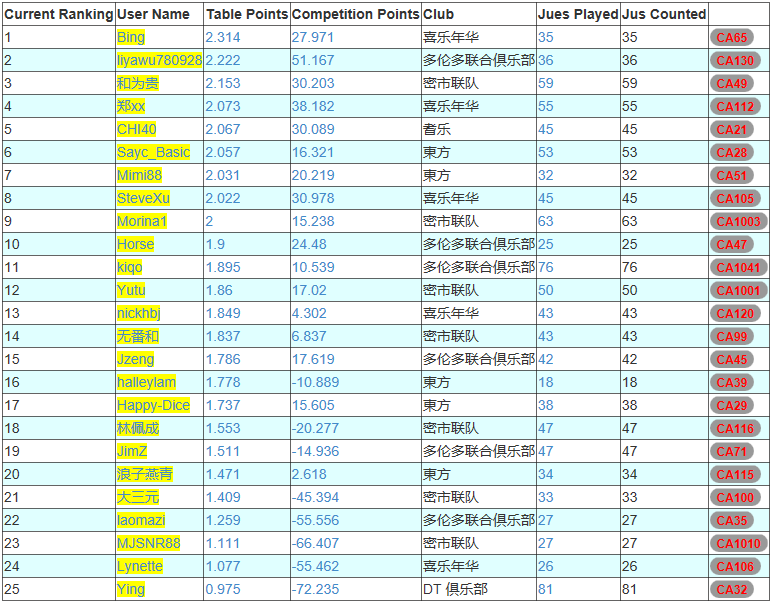 Current Ranking User Name Table Points Competition Points Club Jues Played Jus Counted
1 Bing 2.314 27.971 喜乐年华 35 35 CA65
2 liyawu780928 2.222 51.167 多伦多联合俱乐部 36 36 CA130
3 和为贵 2.153 30.203 密市联队 59 59 CA49
4 郑xx 2.073 38.182 喜乐年华 55 55 CA112
5 CHI40 2.067 30.089 耆乐 45 45 CA21
6 Sayc_Basic 2.057 16.321 東方 53 53 CA28
7 Mimi88 2.031 20.219 東方 32 32 CA51
8 SteveXu 2.022 30.978 喜乐年华 45 45 CA105
9 Morina1 2 15.238 密市联队 63 63 CA1003
10 Horse 1.9 24.48 多伦多联合俱乐部 25 25 CA47
11 kiqo 1.895 10.539 多伦多联合俱乐部 76 76 CA1041
12 Yutu 1.86 17.02 密市联队 50 50 CA1001
13 nickhbj 1.849 4.302 喜乐年华 43 43 CA120
14 无番和 1.837 6.837 密市联队 43 43 CA99
15 Jzeng 1.786 17.619 多伦多联合俱乐部 42 42 CA45
16 halleylam 1.778 -10.889 東方 18 18 CA39
17 Happy-Dice 1.737 15.605 東方 38 38 CA29
18 林佩成 1.553 -20.277 密市联队 47 47 CA116
19 JimZ 1.511 -14.936 多伦多联合俱乐部 47 47 CA71
20 浪子燕青 1.471 2.618 東方 34 34 CA115
21 大三元 1.409 -45.394 密市联队 33 33 CA100
22 laomazi 1.259 -55.556 多伦多联合俱乐部 27 27 CA35
23 MJSNR88 1.111 -66.407 密市联队 27 27 CA1010
24 Lynette 1.077 -55.462 喜乐年华 26 26 CA106
25 Ying 0.975 -72.235 DT 俱乐部 81 81 CA32